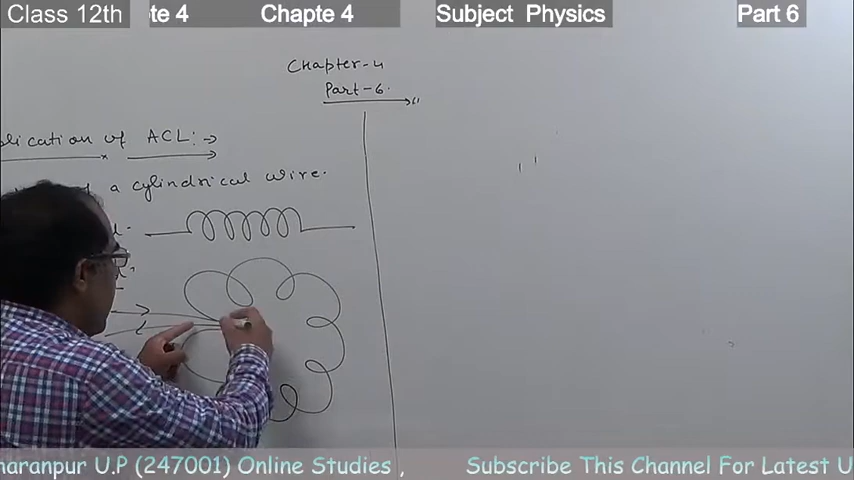 Class 12th
te 4
Chapte 4
Subject Physics
Part 6
Chapter-4
Part-6.
plication of ACL:→
a cylindrical wire.
haranpur U.P (247001) Online Studies ,
Subscribe This Channel For Latest U